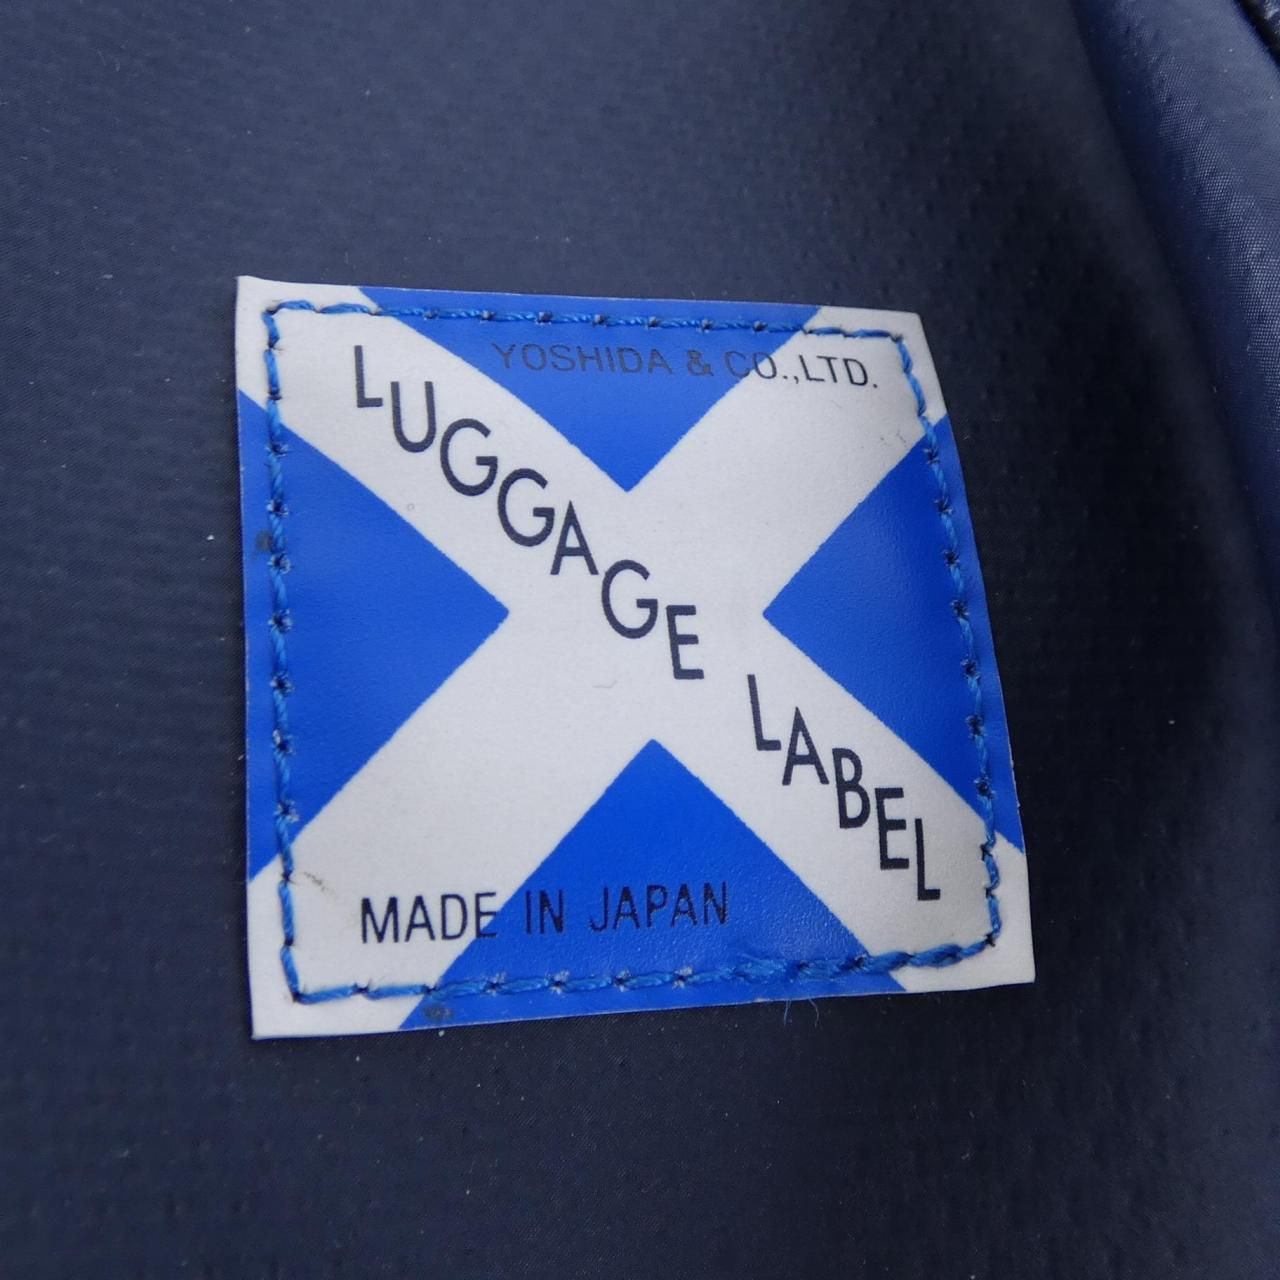 YOSHIDA & CO.,LTD.
LUGGAGE LABEL
MADE IN JAPAN